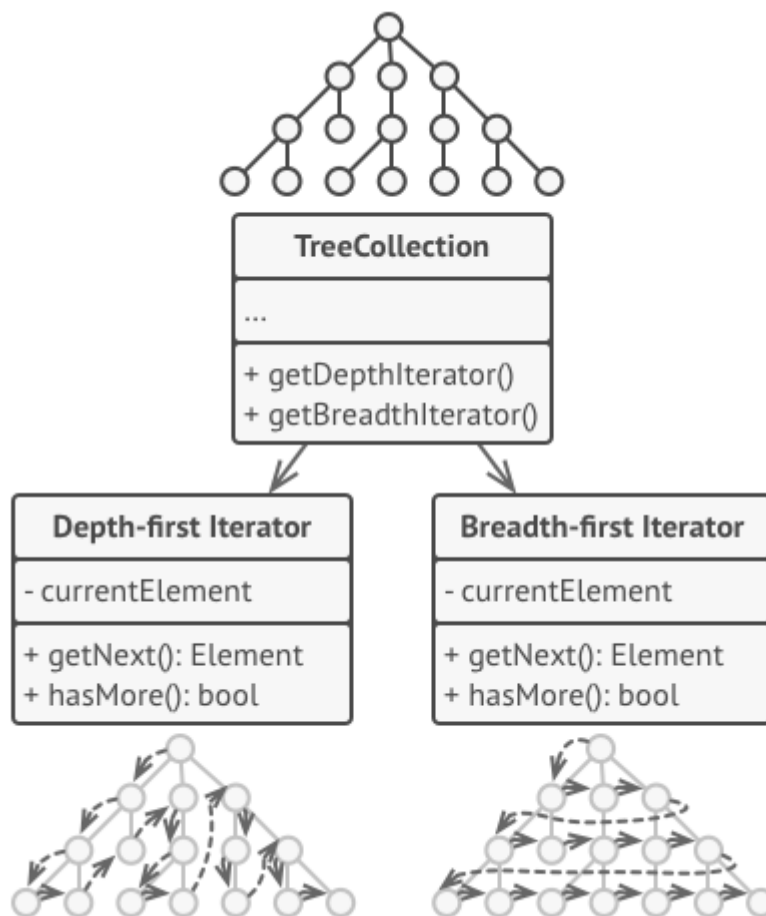 TreeCollection
...
+ getDepthIterator()
+ getBreadthIterator()
Depth-first Iterator
- currentElement
+ getNext(): Element
+ hasMore(): bool
Breadth-first Iterator
- currentElement
+ getNext(): Element
+ hasMore(): bool